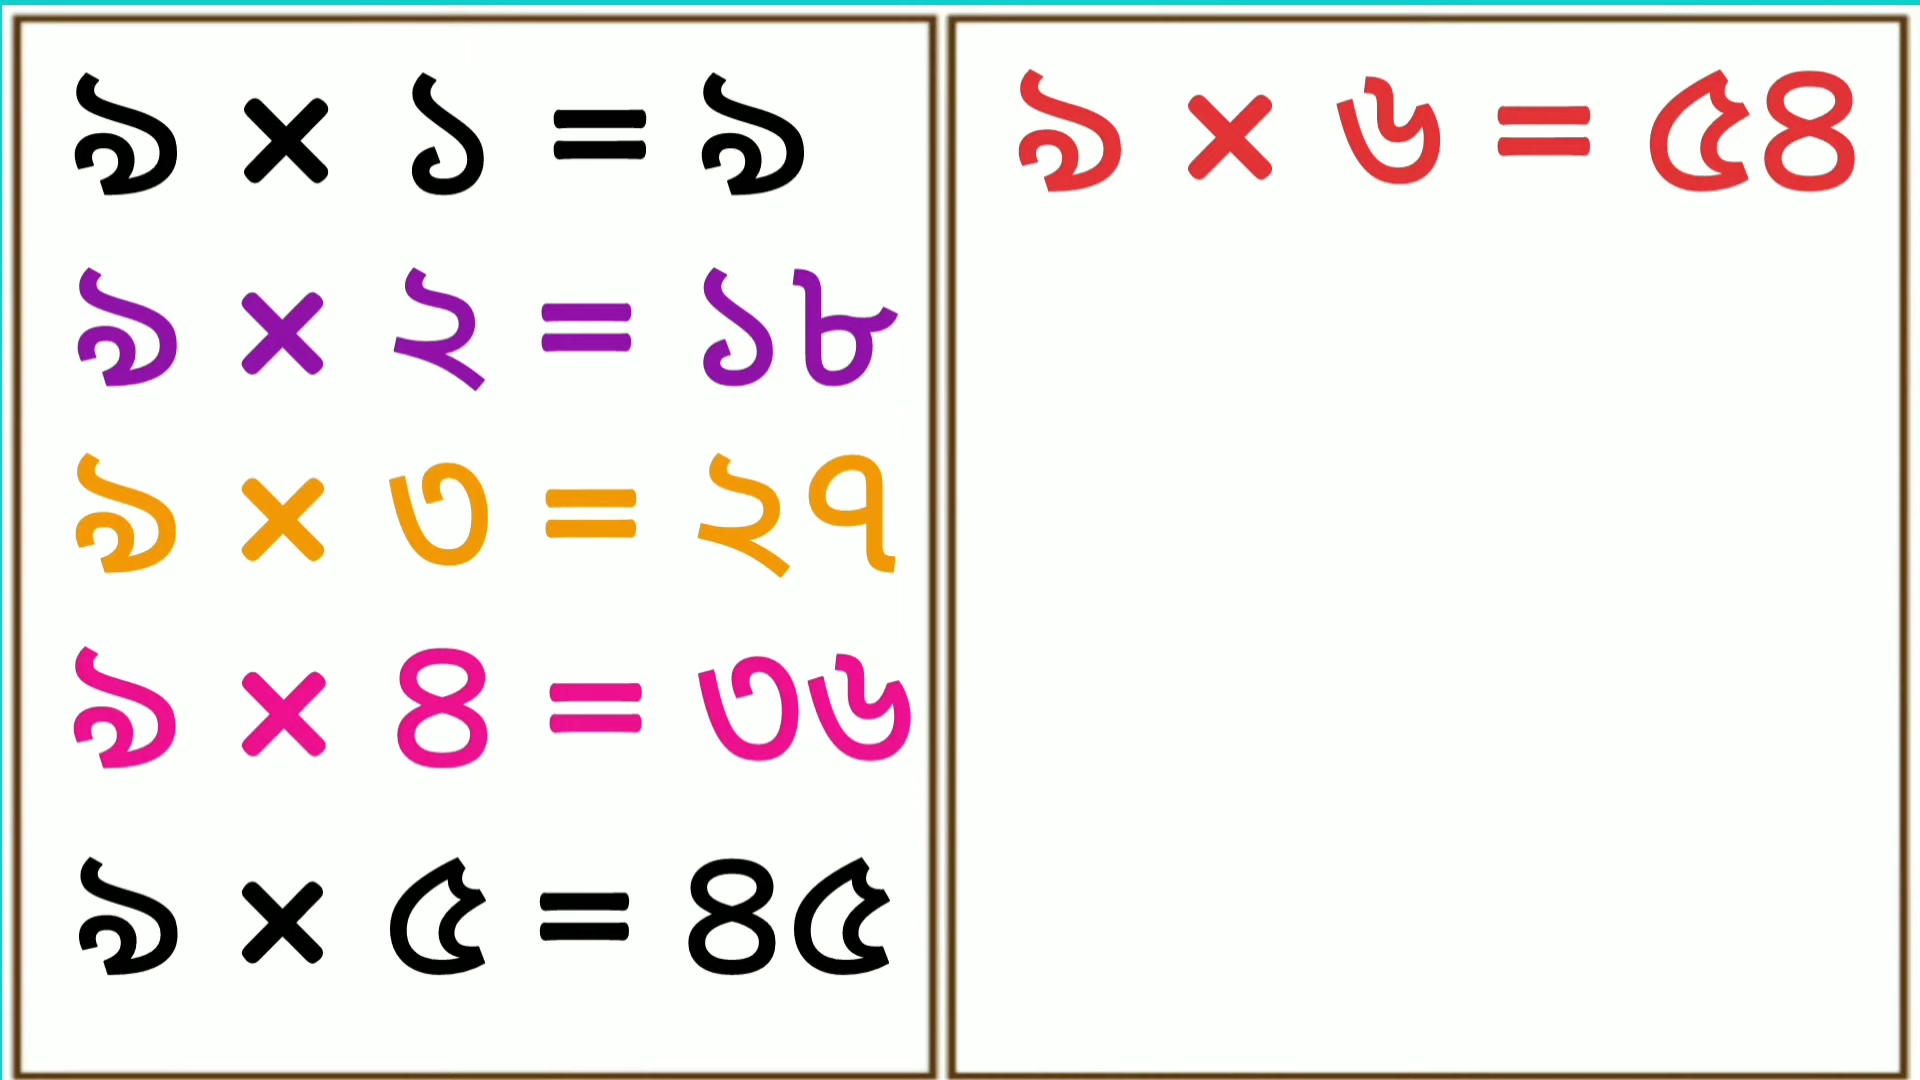 ৯ × ১ = ৯
৯ × ২ = ১৮
৯ × ৩ = ২৭
৯ × ৪ = ৩৬
৯ × ৫ = ৪৫
৯ × ৬ = ৫৪